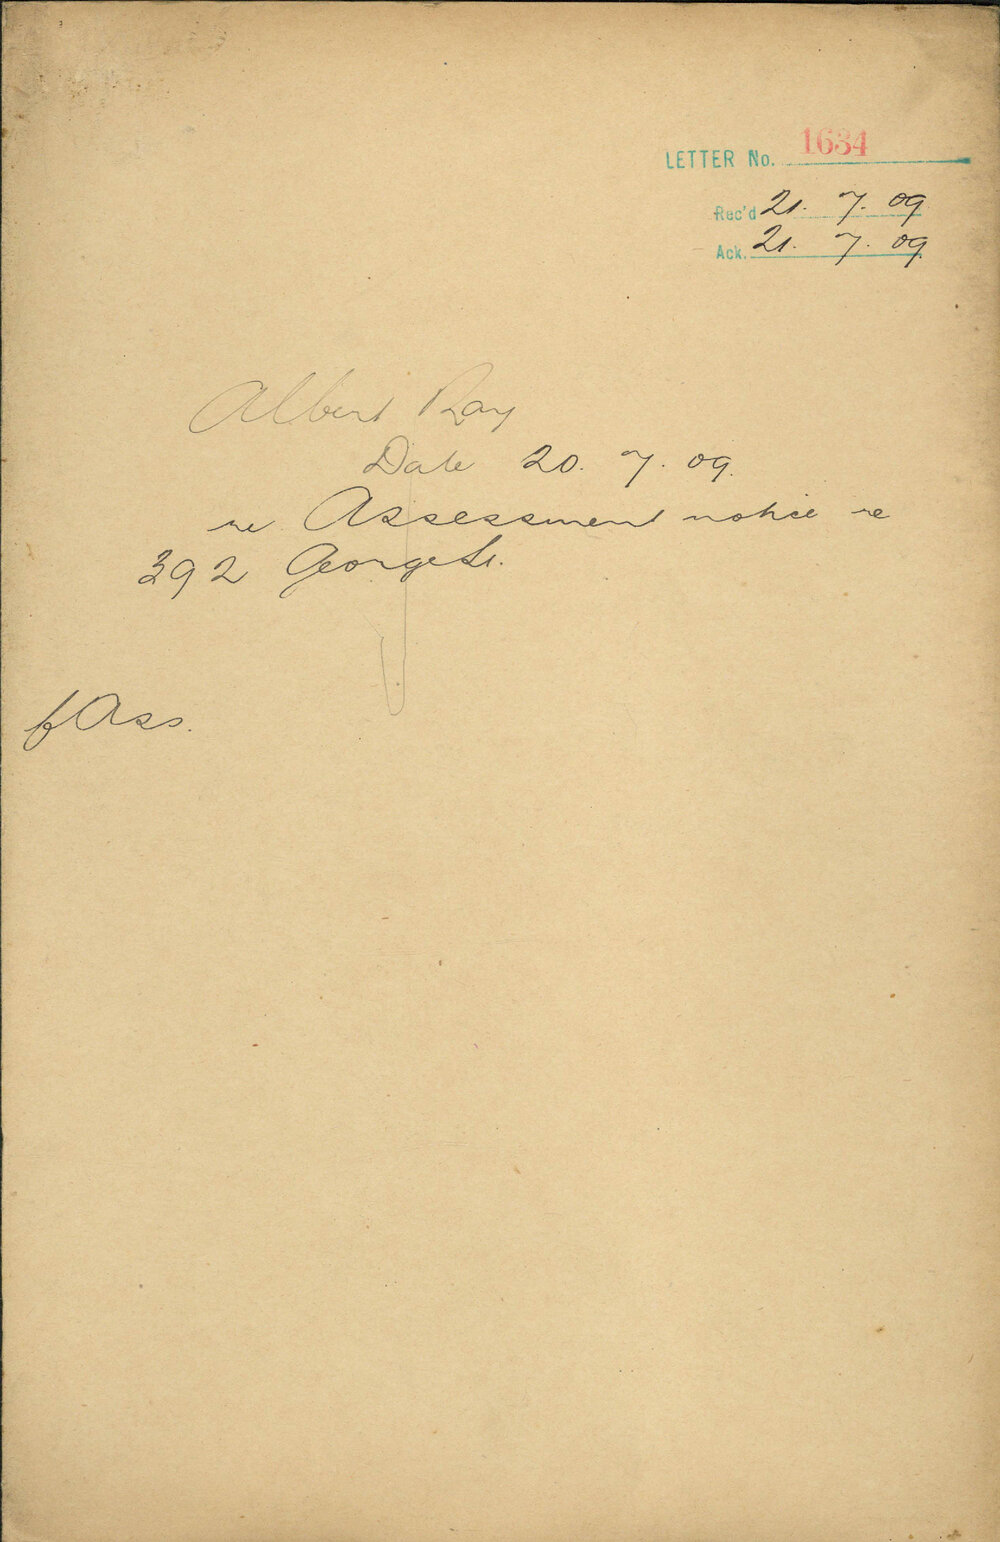 LETTER No. 1634
Rec'd 21. 7. 09
Ack. 21. 7. 09
Albert Ray
Date 20. 7. 09.
re Assessment notice re
392 George St.
Ass.